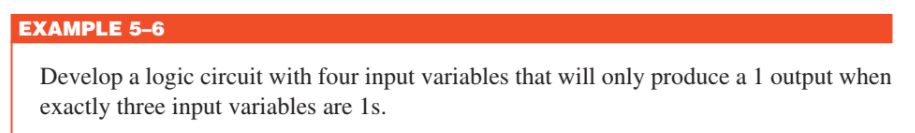 EXAMPLE 5–6
Develop a logic circuit with four input variables that will only produce a 1 output when
exactly three input variables are 1s.